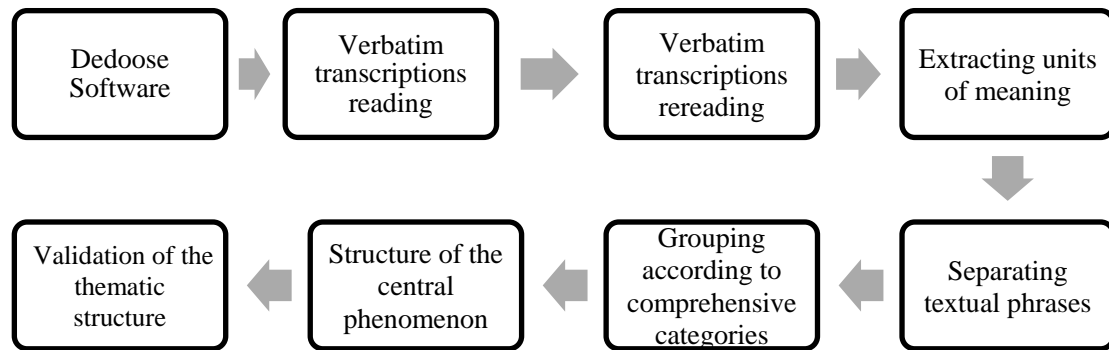 Dedoose
Software
Verbatim
transcriptions
reading
Verbatim
transcriptions
rereading
Extracting units
of meaning
Separating
textual phrases
Grouping
according to
comprehensive
categories
Structure of the
central
phenomenon
Validation of the
thematic
structure